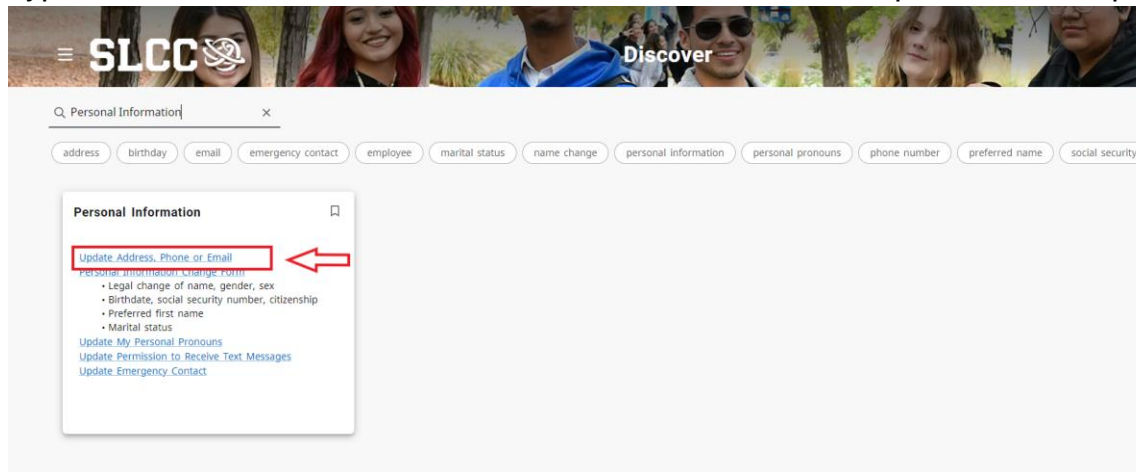 SLCC
Discover
Personal Information
address birthday email emergency contact employee marital status name change personal information personal pronouns phone number preferred name social security
Personal Information
Update Address, Phone or Email
Personal Information Change Form
• Legal change of name, gender, sex
• Birthdate, social security number, citizenship
• Preferred first name
• Marital status
Update My Personal Pronouns
Update Permission to Receive Text Messages
Update Emergency Contact